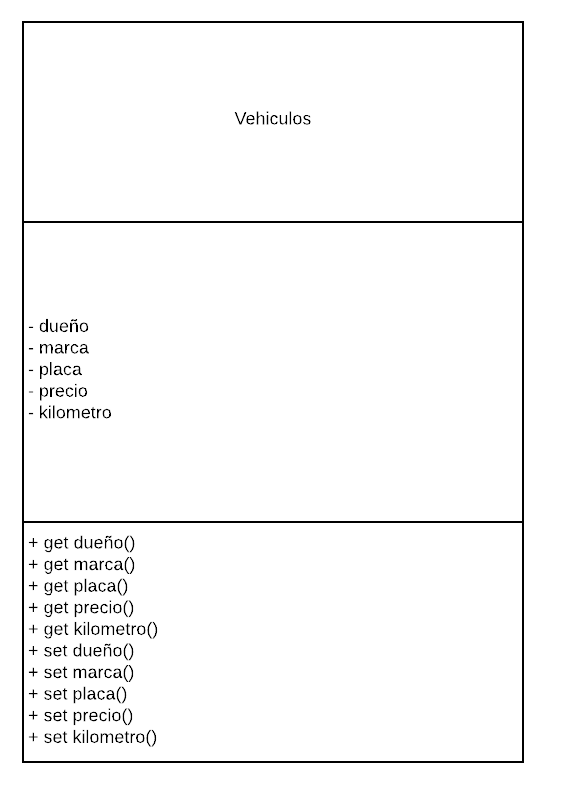 Vehiculos
- dueño
- marca
- placa
- precio
- kilometro
+ get dueño()
+ get marca()
+ get placa()
+ get precio()
+ get kilometro()
+ set dueño()
+ set marca()
+ set placa()
+ set precio()
+ set kilometro()